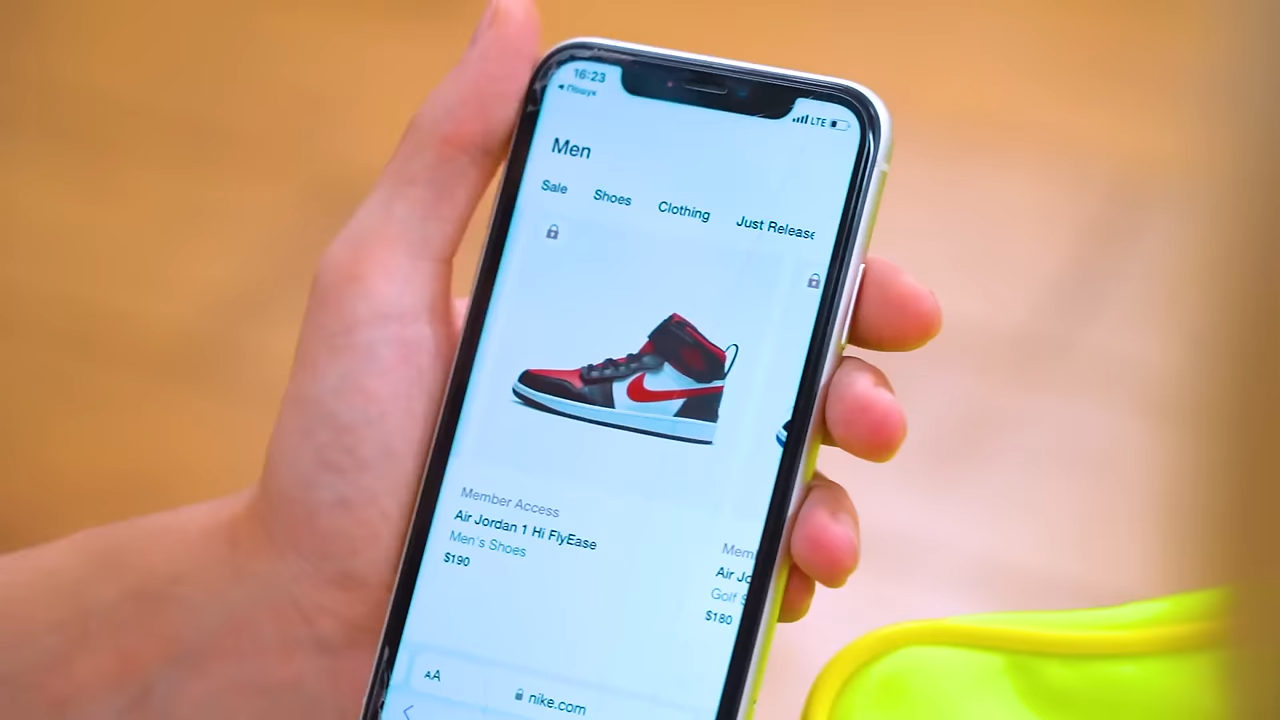 16:23
◀ Пошук
LTE
Men
Sale Shoes Clothing Just Release
Member Access
Air Jordan 1 Hi FlyEase
Men's Shoes
$190
Mem
Air Jo
Golf S
$180
AA
nike.com